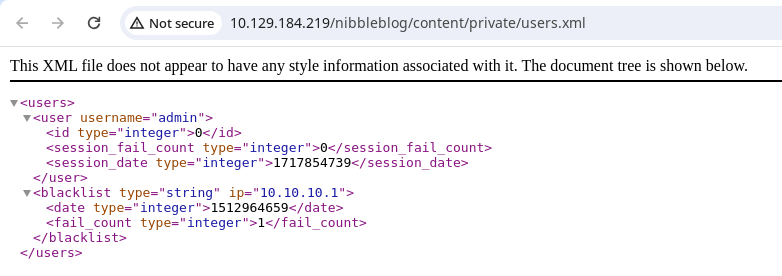 Not secure 10.129.184.219/nibbleblog/content/private/users.xml
This XML file does not appear to have any style information associated with it. The document tree is shown below.
<users>
<user username="admin">
<id type="integer">0</id>
<session_fail_count type="integer">0</session_fail_count>
<session_date type="integer">1717854739</session_date>
</user>
<blacklist type="string" ip="10.10.10.1">
<date type="integer">1512964659</date>
<fail_count type="integer">1</fail_count>
</blacklist>
</users>